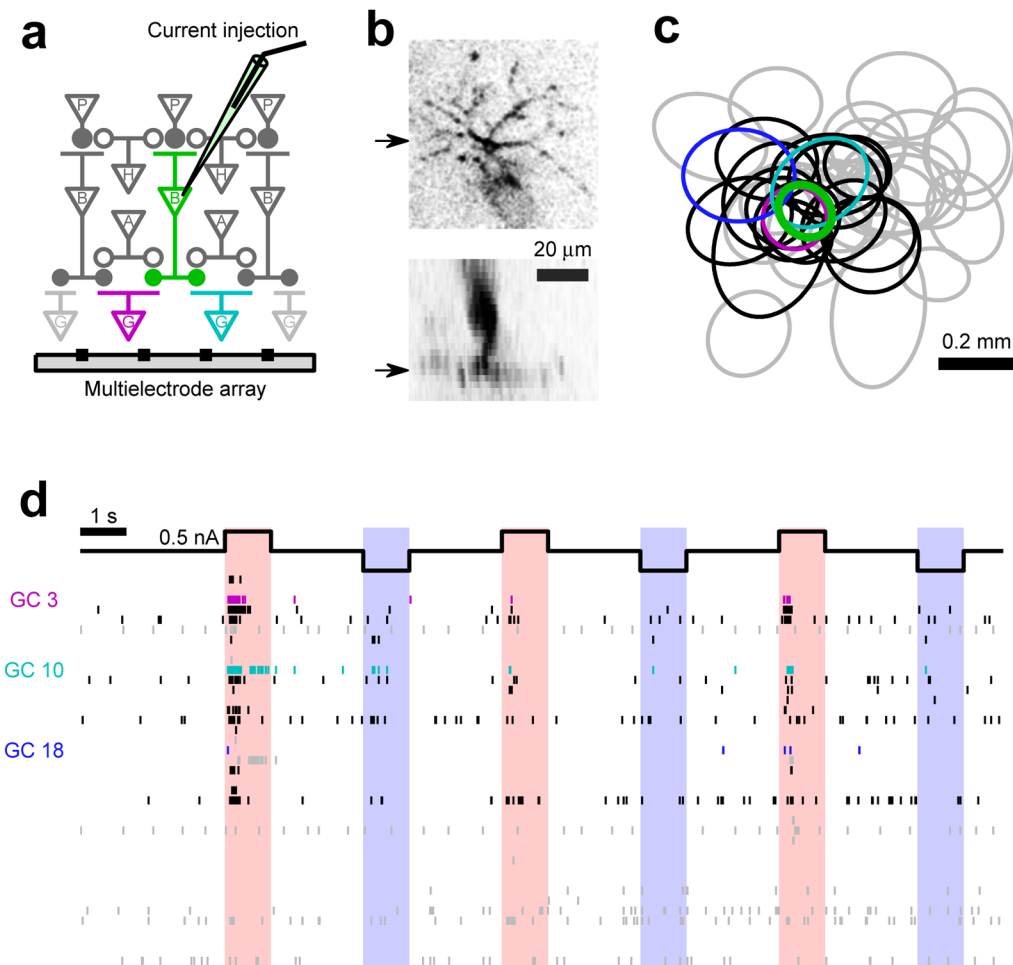 a
Current injection
P P P
H H
B B B
A A
G G G G
Multielectrode array
b
20 μm
c
0.2 mm
d
1 s
0.5 nA
GC 3
GC 10
GC 18